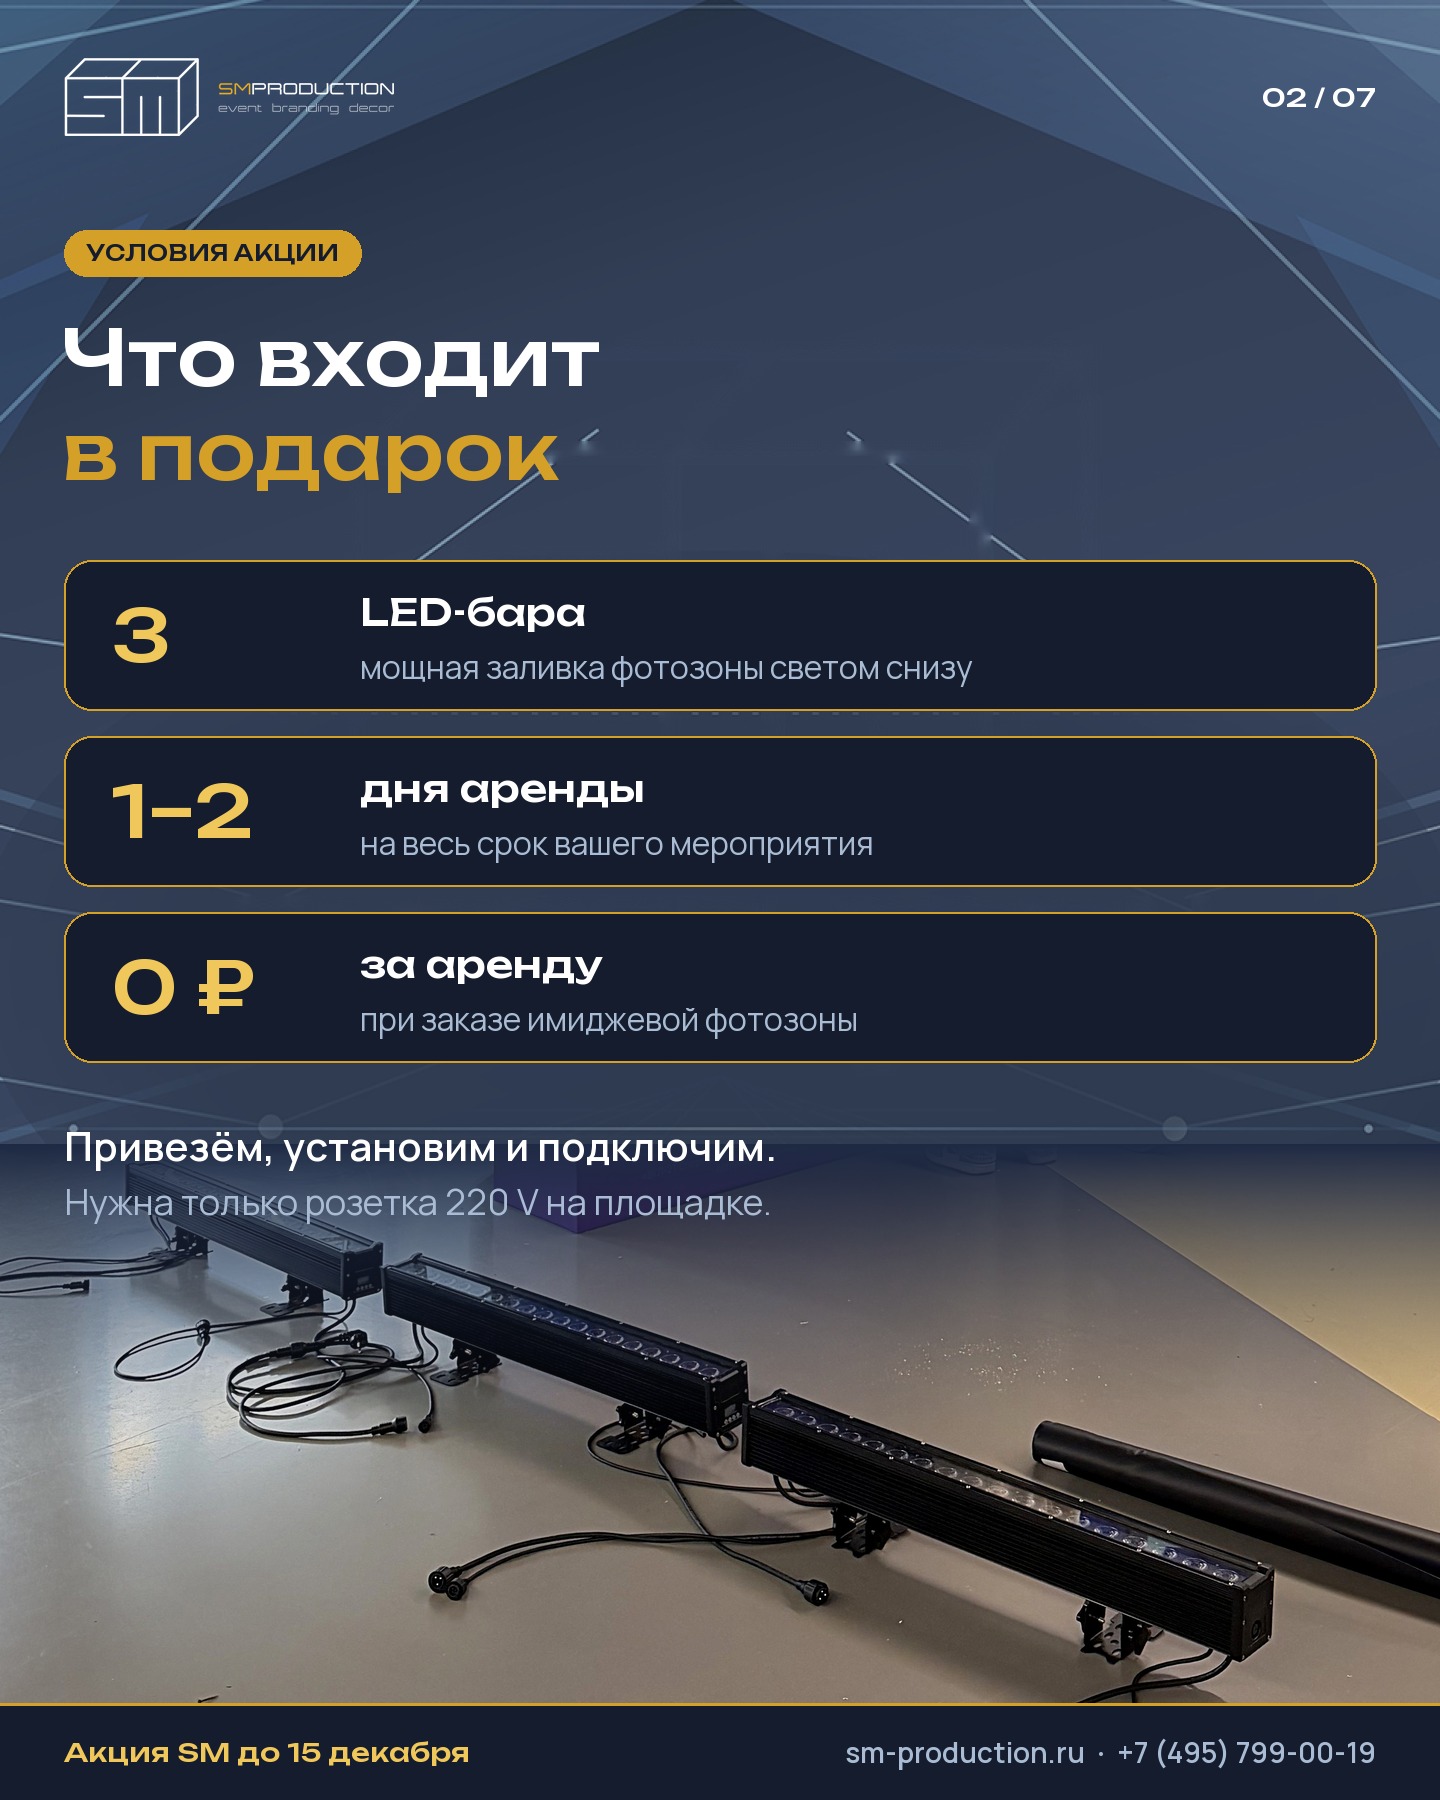 SM
SMPRODUCTION
event branding decor
02 / 07
УСЛОВИЯ АКЦИИ
Что входит
в подарок
3
LED-бара
мощная заливка фотозоны светом снизу
1–2
дня аренды
на весь срок вашего мероприятия
0 ₽
за аренду
при заказе имиджевой фотозоны
Привезём, установим и подключим.
Нужна только розетка 220 V на площадке.
Акция SM до 15 декабря
sm-production.ru · +7 (495) 799-00-19